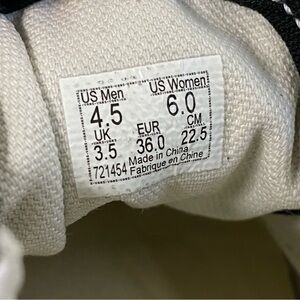 US Men US Women
4.5 6.0
UK EUR CM
3.5 36.0 22.5
721454 Made in China
Fabriqué en Chine